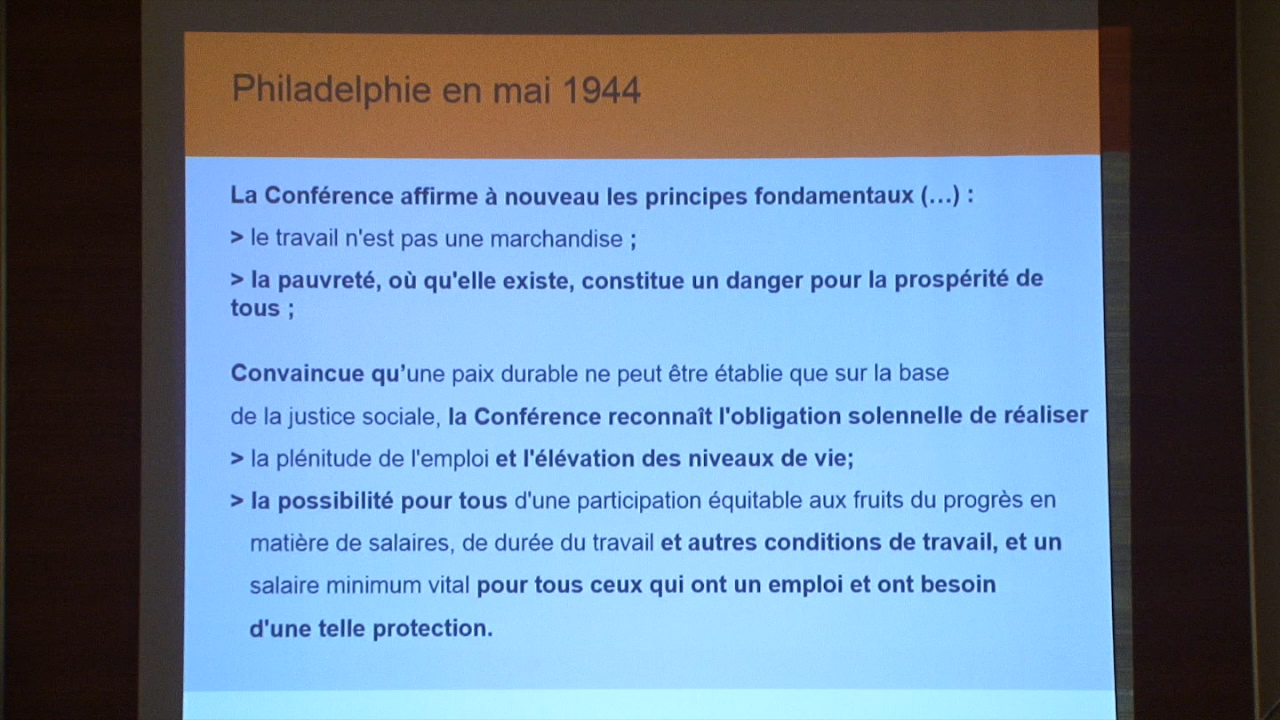 Philadelphie en mai 1944
La Conférence affirme à nouveau les principes fondamentaux (...) :
> le travail n'est pas une marchandise ;
> la pauvreté, où qu'elle existe, constitue un danger pour la prospérité de
tous ;
Convaincue qu'une paix durable ne peut être établie que sur la base
de la justice sociale, la Conférence reconnaît l'obligation solennelle de réaliser
> la plénitude de l'emploi et l'élévation des niveaux de vie;
> la possibilité pour tous d'une participation équitable aux fruits du progrès en
matière de salaires, de durée du travail et autres conditions de travail, et un
salaire minimum vital pour tous ceux qui ont un emploi et ont besoin
d'une telle protection.